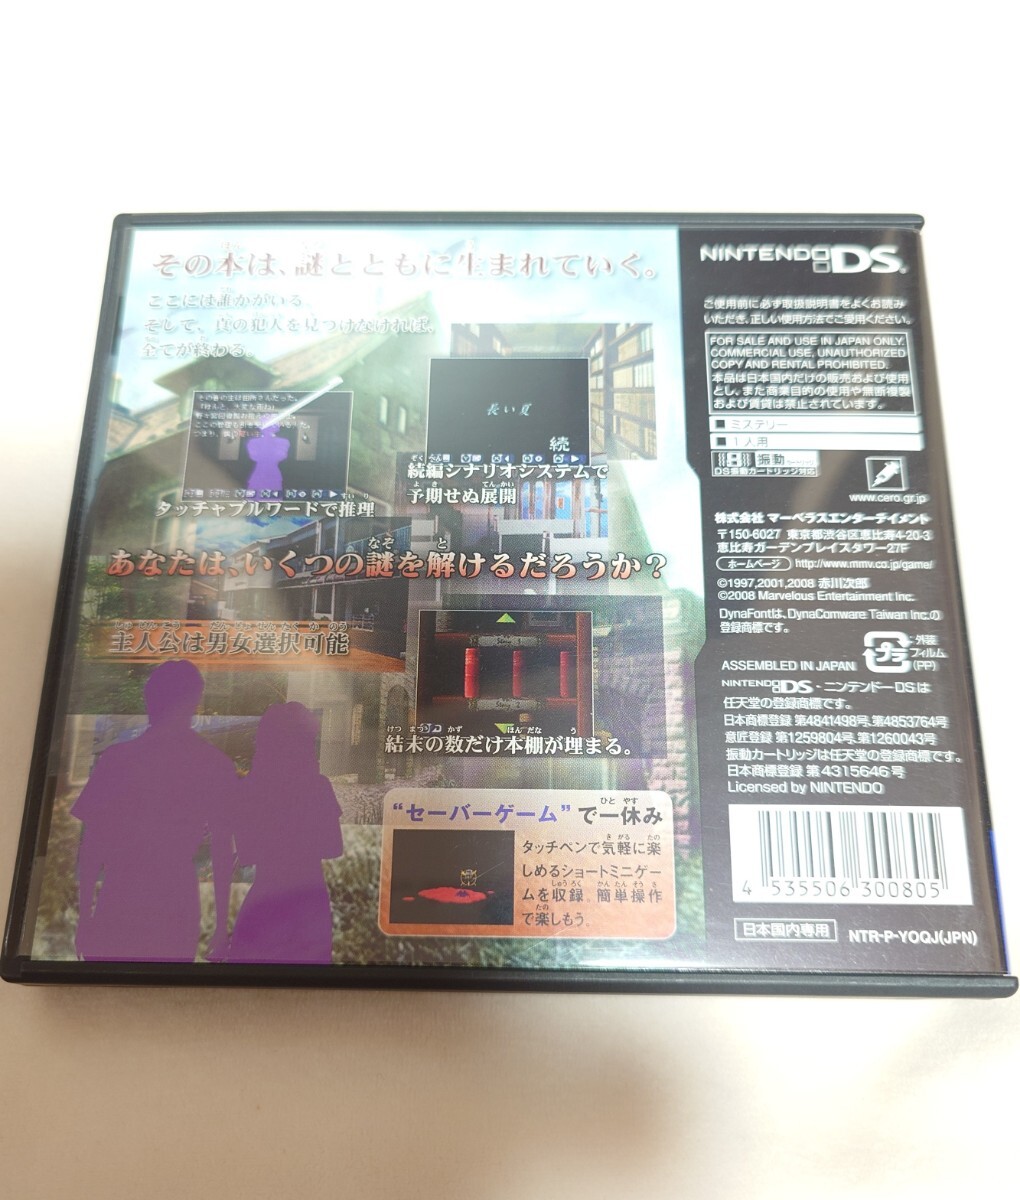 その本は、謎とともに生まれていく。
ここには誰かがいる。
そして、真の犯人を見つけなければ、
全てが終わる。
長い夏
続
タッチャブルワードで推理
続編シナリオシステムで
予期せぬ展開
あなたは、いくつの謎を解けるだろうか?
主人公は男女選択可能
結末の数だけ本棚が埋まる。
“セーバーゲーム”で一休み
タッチペンで気軽に楽
しめるショートミニゲー
ムを収録。簡単操作
で楽しもう。
NINTENDO DS
ご使用前に必ず取扱説明書をよくお読み
いただき、正しい使用方法でご愛用ください。
FOR SALE AND USE IN JAPAN ONLY.
COMMERCIAL USE, UNAUTHORIZED
COPY AND RENTAL PROHIBITED.
本品は日本国内だけの販売および使用
とし、また商業目的の使用や無断複製
および賃貸は禁止されています。
■ ミステリー
■ 1人用
振動
DS振動カートリッジ対応
www.cero.gr.jp
株式会社 マーベラスエンターテイメント
〒150-6027 東京都渋谷区恵比寿4-20-3
恵比寿ガーデンプレイスタワー27F
ホームページ http://www.mmv.co.jp/game/
©1997,2001,2008 赤川次郎
©2008 Marvelous Entertainment Inc.
DynaFontは、DynaComware Taiwan Inc.の
登録商標です。
ASSEMBLED IN JAPAN
プラ
外装
フィルム
(PP)
NINTENDO DS・ニンテンドーDSは
任天堂の登録商標です。
日本商標登録 第4841498号、第4853764号
意匠登録 第1259804号、第1260043号
振動カートリッジは任天堂の登録商標です。
日本商標登録 第4315646号
Licensed by NINTENDO
4 535506 300805
日本国内専用
NTR-P-YOQJ(JPN)